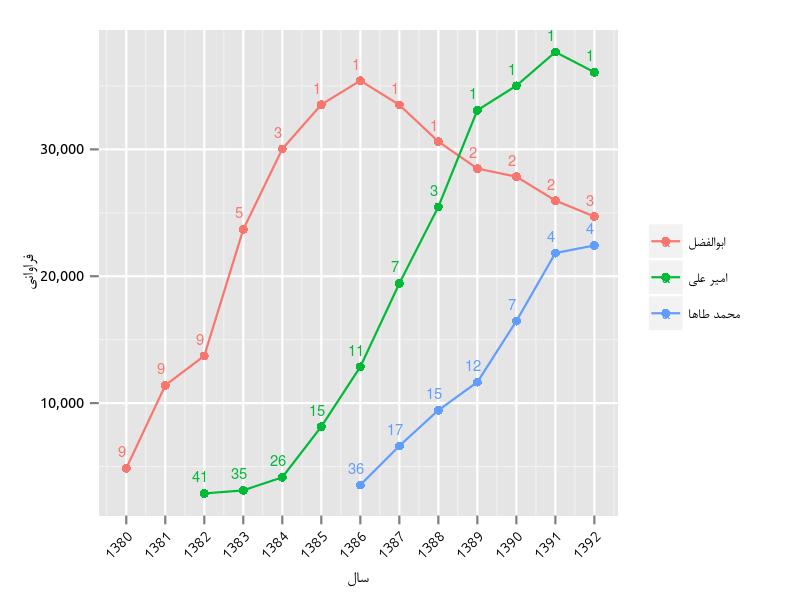 فراوانی
30,000
20,000
10,000
9 9 9 5 3 1 1 1 1 2 2 2 3
41 35 26 15 11 7 3 1 1 1 1
36 17 15 12 7 4 4
1380 1381 1382 1383 1384 1385 1386 1387 1388 1389 1390 1391 1392
سال
ابوالفضل
امیر علی
محمد طاها